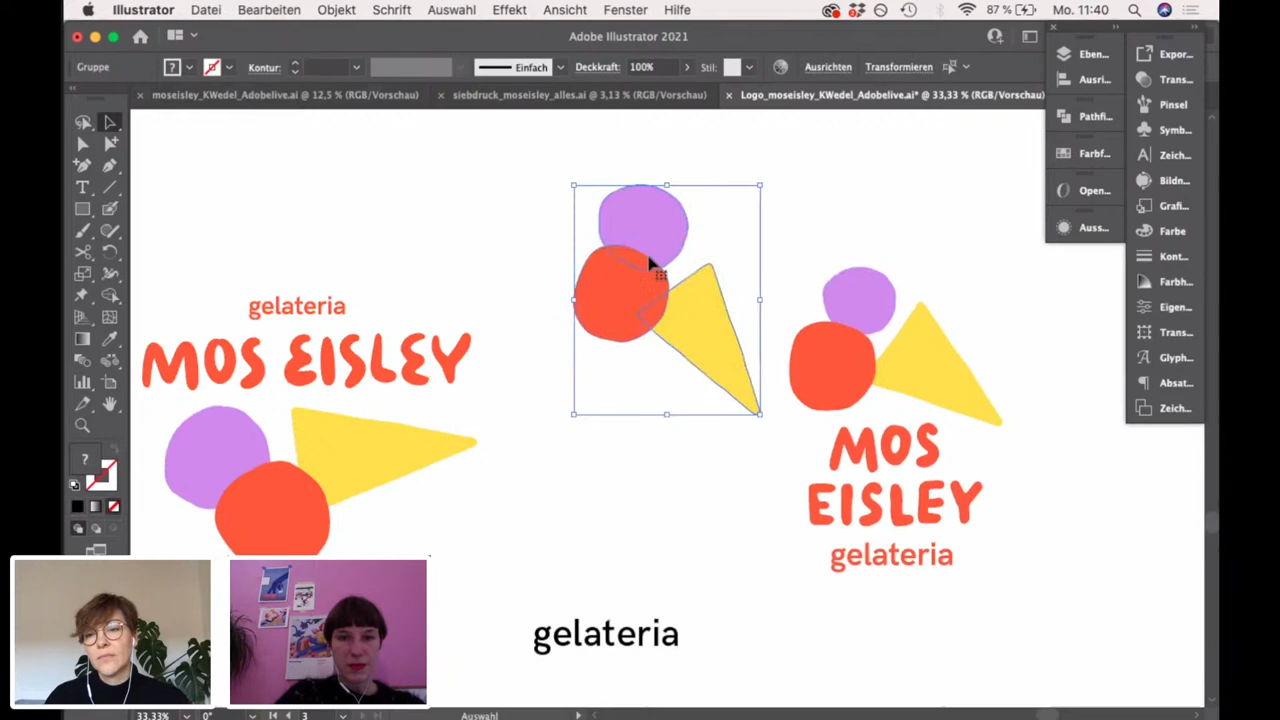 Illustrator Datei Bearbeiten Objekt Schrift Auswahl Effekt Ansicht Fenster Hilfe 87 % Mo. 11:40
Adobe Illustrator 2021
Gruppe ? Kontur: Einfach Deckkraft: 100% Stil: Ausrichten Transformieren
moseisley_KWedel_Adobelive.ai @ 12,5 % (RGB/Vorschau)
siebdruck_moseisley_alles.ai @ 3,13 % (RGB/Vorschau)
Logo_moseisley_KWedel_Adobelive.ai* @ 33,33 % (RGB/Vorschau)
Eben...
Ausri...
Pathfi...
Farbf...
Open...
Auss...
Expor...
Trans...
Pinsel
Symb...
Zeich...
Bildn...
Grafi...
Farbe
Kont...
Farbh...
Eigen...
Trans...
Glyph...
Absat...
Zeich...
gelateria
MOS EISLEY
MOS
EISLEY
gelateria
gelateria
?
33,33% 0° 3 Auswahl